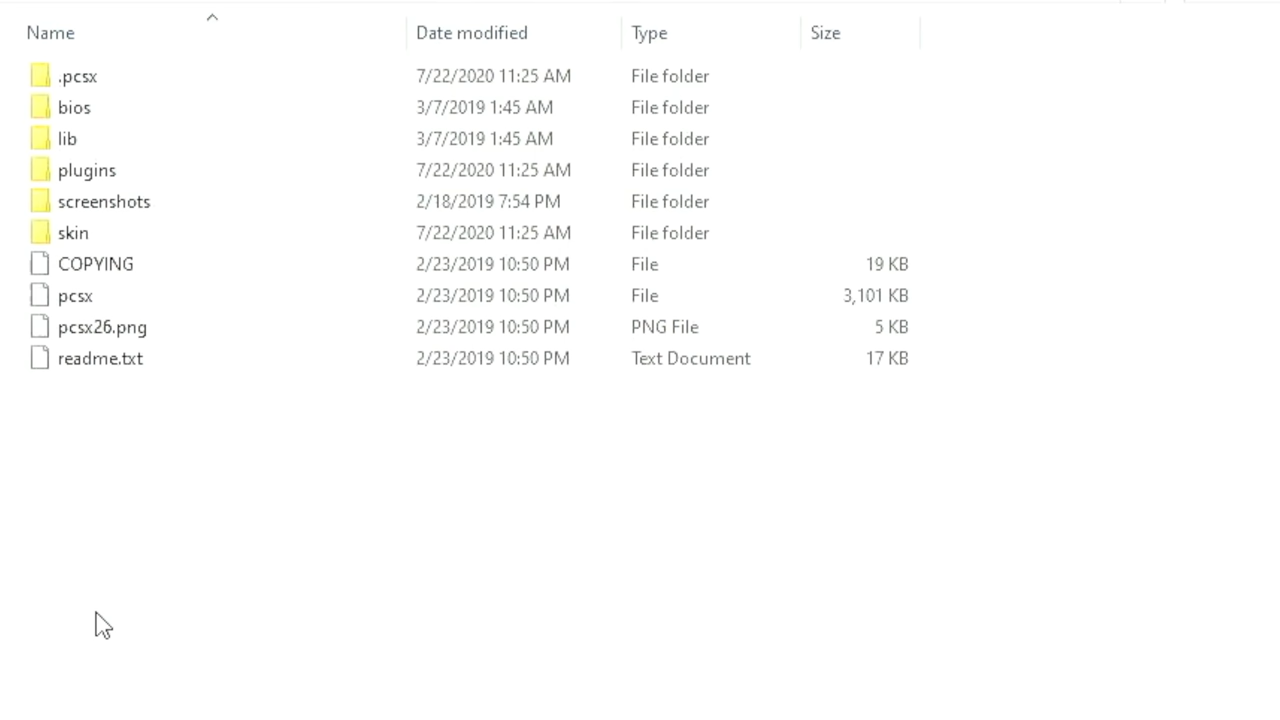 Name Date modified Type Size
.pcsx 7/22/2020 11:25 AM File folder
bios 3/7/2019 1:45 AM File folder
lib 3/7/2019 1:45 AM File folder
plugins 7/22/2020 11:25 AM File folder
screenshots 2/18/2019 7:54 PM File folder
skin 7/22/2020 11:25 AM File folder
COPYING 2/23/2019 10:50 PM File 19 KB
pcsx 2/23/2019 10:50 PM File 3,101 KB
pcsx26.png 2/23/2019 10:50 PM PNG File 5 KB
readme.txt 2/23/2019 10:50 PM Text Document 17 KB